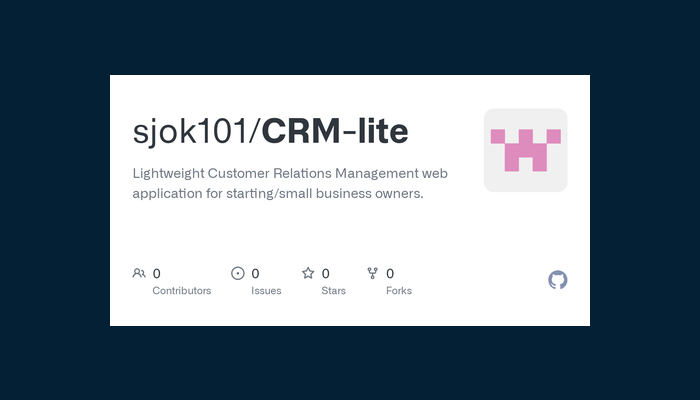 sjok101/CRM-lite
Lightweight Customer Relations Management web
application for starting/small business owners.
0 0 0 0
Contributors Issues Stars Forks